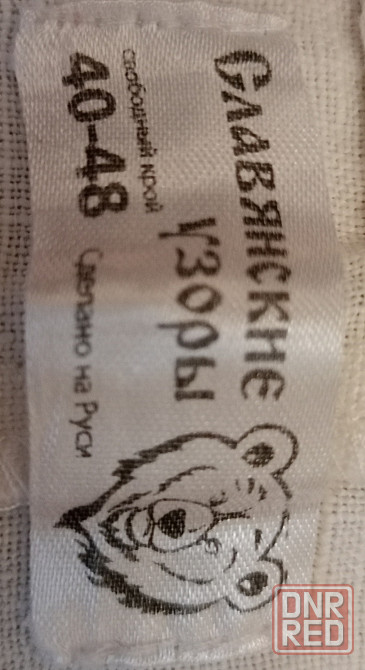 Славянские
узоры
свободный крой
40-48
Сделано на Руси
DNR
RED